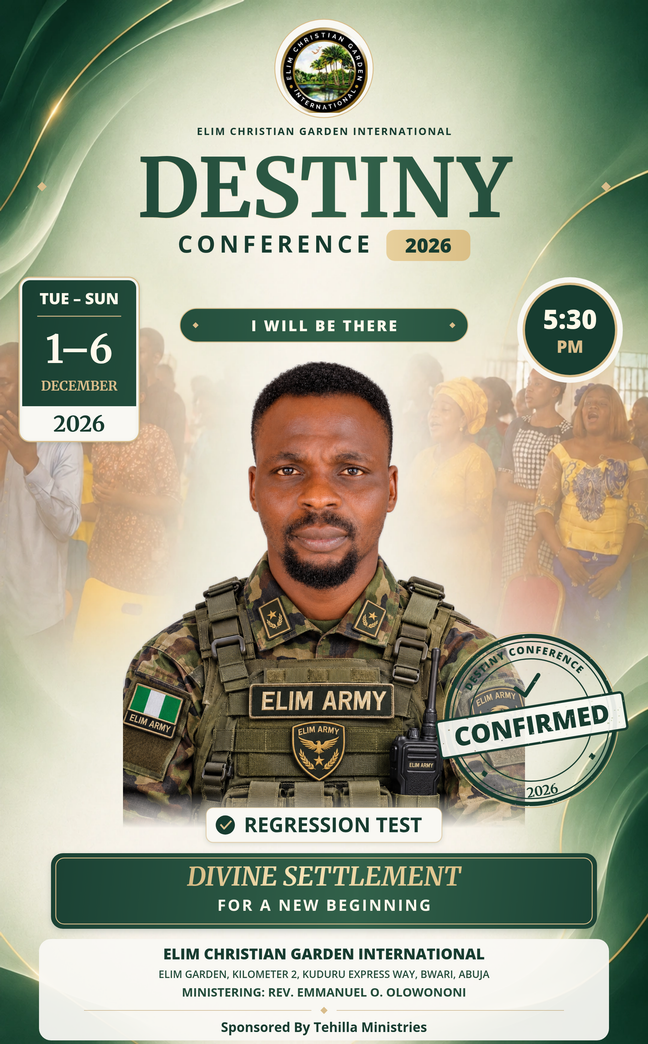 ELIM CHRISTIAN GARDEN
INTERNATIONAL
ELIM CHRISTIAN GARDEN INTERNATIONAL
DESTINY
CONFERENCE 2026
TUE – SUN
1–6
DECEMBER
2026
I WILL BE THERE
5:30
PM
ELIM ARMY
ELIM ARMY
ELIM ARMY
ELIM ARMY
ELIM ARMY
DESTINY CONFERENCE
CONFIRMED
2026
REGRESSION TEST
DIVINE SETTLEMENT
FOR A NEW BEGINNING
ELIM CHRISTIAN GARDEN INTERNATIONAL
ELIM GARDEN, KILOMETER 2, KUDURU EXPRESS WAY, BWARI, ABUJA
MINISTERING: REV. EMMANUEL O. OLOWONONI
Sponsored By Tehilla Ministries